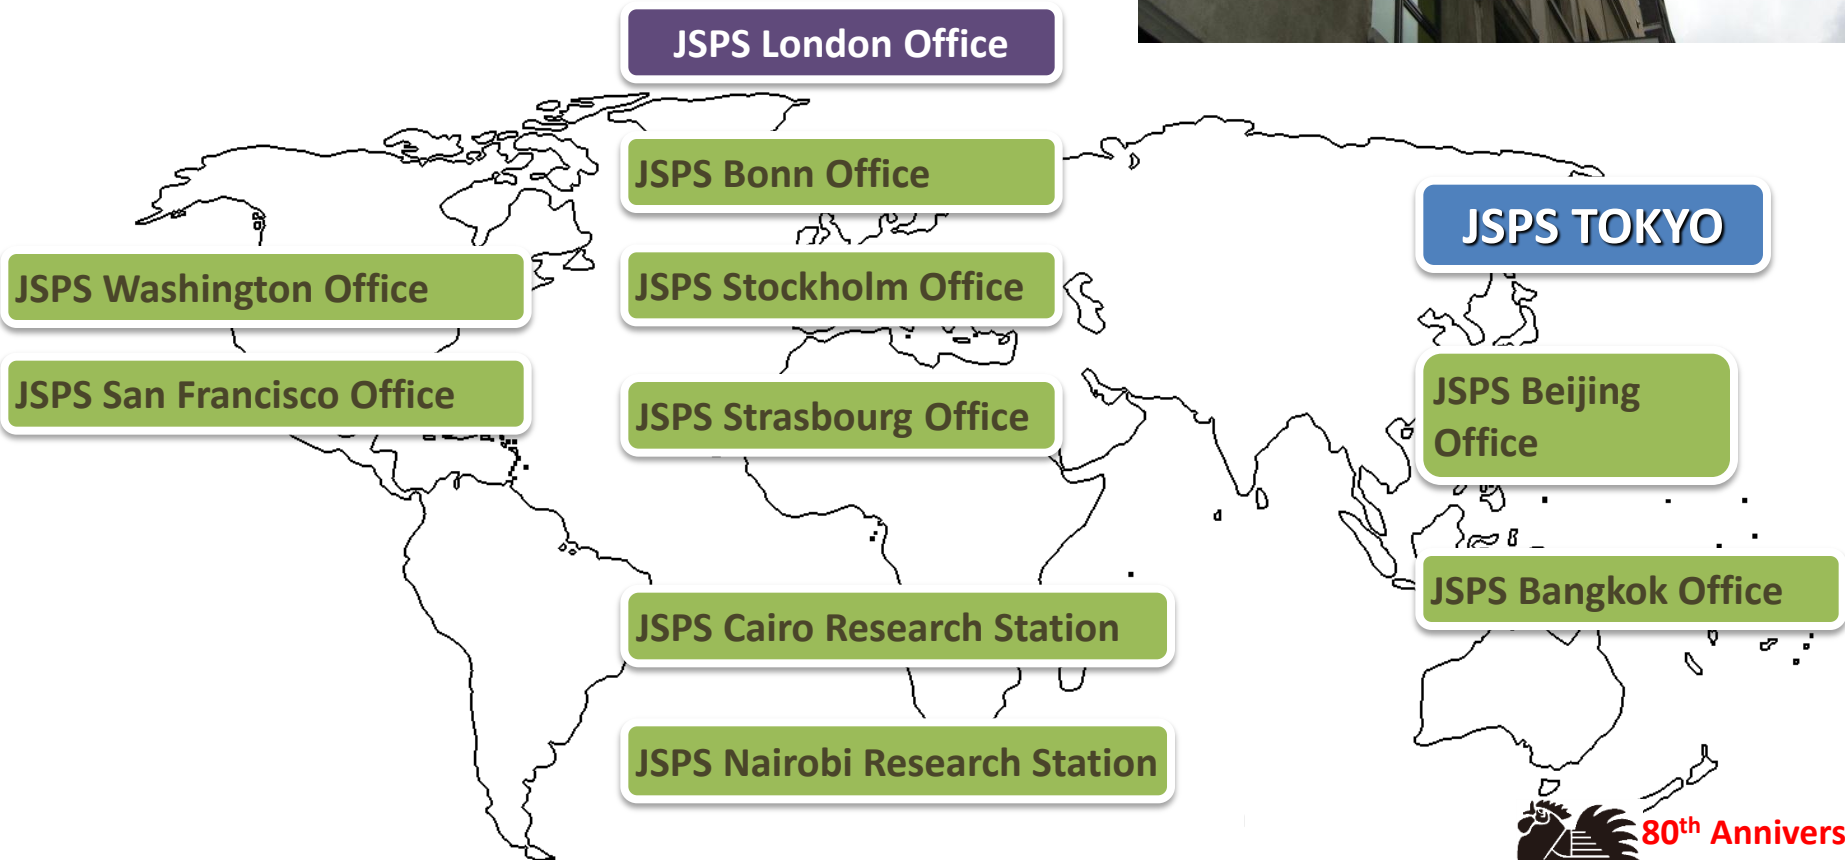 JSPS London Office
JSPS Bonn Office
JSPS TOKYO
JSPS Washington Office
JSPS Stockholm Office
JSPS San Francisco Office
JSPS Strasbourg Office
JSPS Beijing
Office
JSPS Bangkok Office
JSPS Cairo Research Station
JSPS Nairobi Research Station
80th Annivers